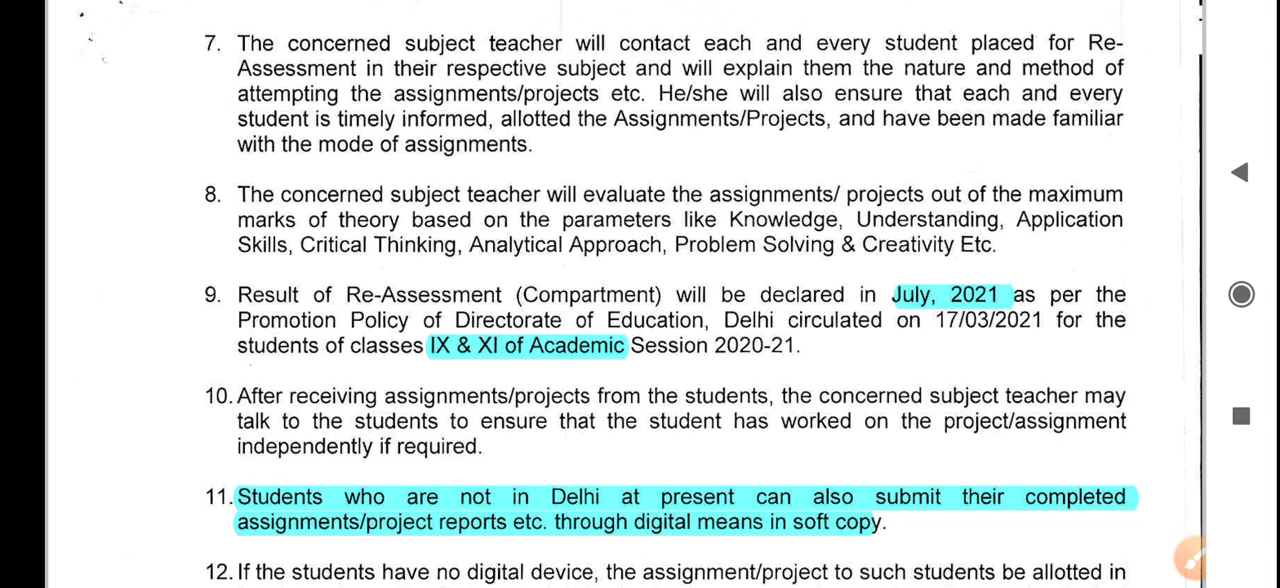 7. The concerned subject teacher will contact each and every student placed for Re-
Assessment in their respective subject and will explain them the nature and method of
attempting the assignments/projects etc. He/she will also ensure that each and every
student is timely informed, allotted the Assignments/Projects, and have been made familiar
with the mode of assignments.
8. The concerned subject teacher will evaluate the assignments/ projects out of the maximum
marks of theory based on the parameters like Knowledge, Understanding, Application
Skills, Critical Thinking, Analytical Approach, Problem Solving & Creativity Etc.
9. Result of Re-Assessment (Compartment) will be declared in July, 2021 as per the
Promotion Policy of Directorate of Education, Delhi circulated on 17/03/2021 for the
students of classes IX & XI of Academic Session 2020-21.
10. After receiving assignments/projects from the students, the concerned subject teacher may
talk to the students to ensure that the student has worked on the project/assignment
independently if required.
11. Students who are not in Delhi at present can also submit their completed
assignments/project reports etc. through digital means in soft copy.
12. If the students have no digital device, the assignment/project to such students be allotted in